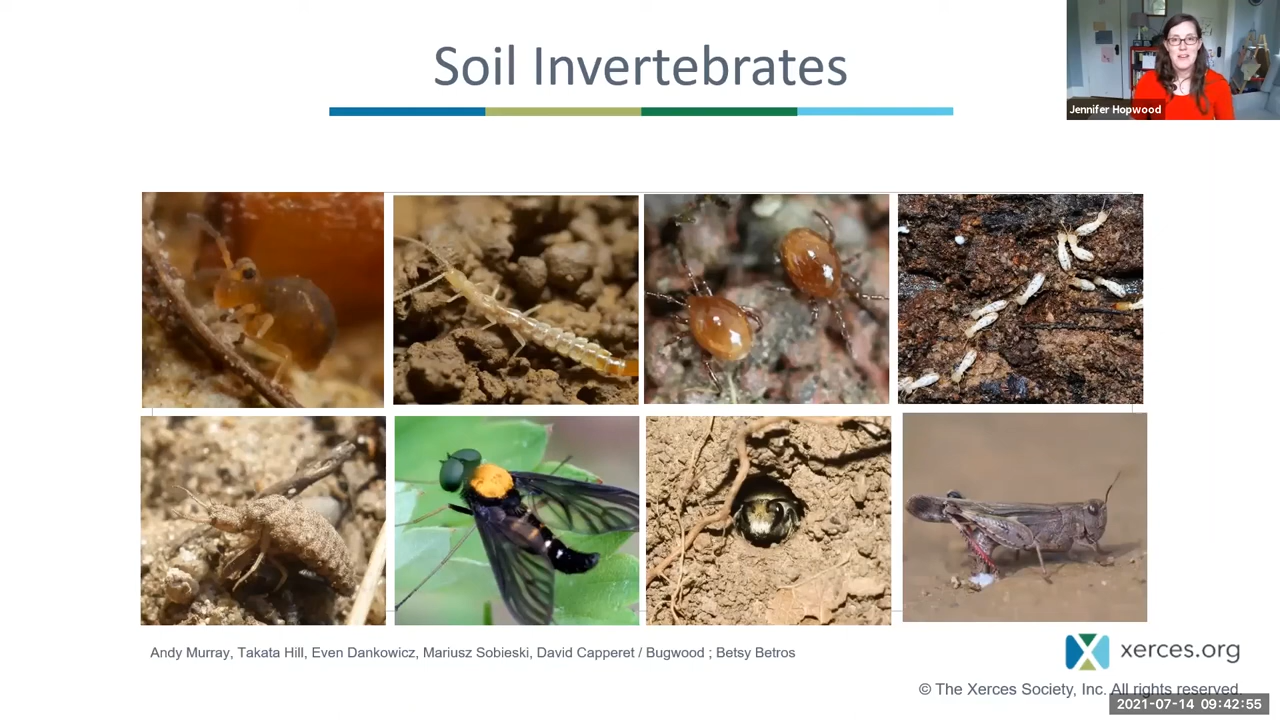 Soil Invertebrates
Jennifer Hopwood
Andy Murray, Takata Hill, Even Dankowicz, Mariusz Sobieski, David Capperet / Bugwood ; Betsy Betros
xerces.org
© The Xerces Society, Inc. All rights reserved.
2021-07-14 09:42:55